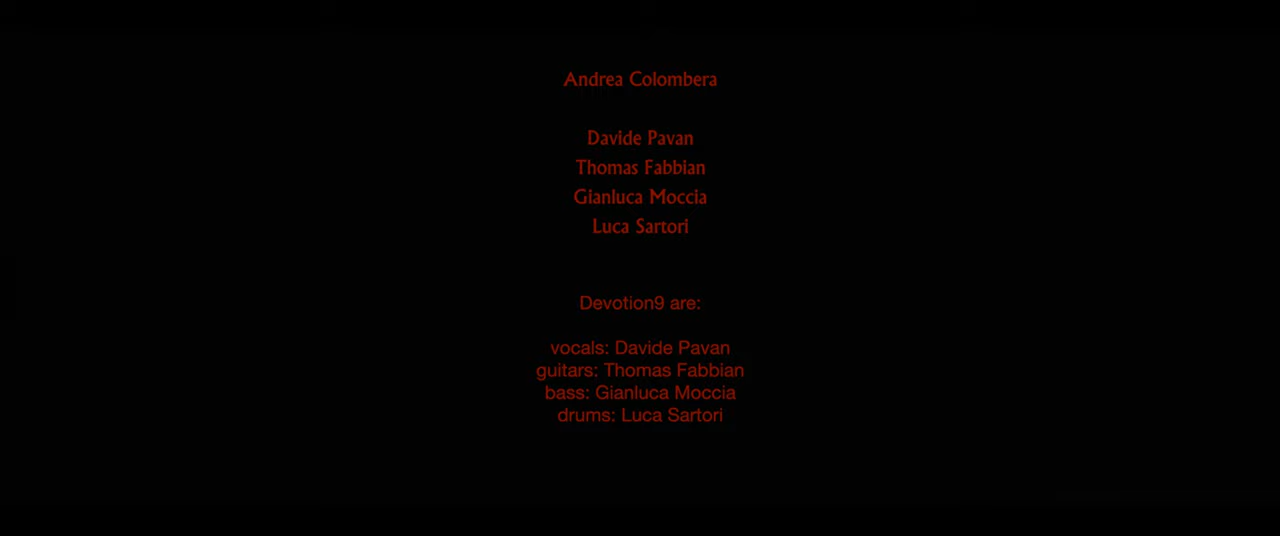 Andrea Colombera
Davide Pavan
Thomas Fabbian
Gianluca Moccia
Luca Sartori
Devotion9 are:
vocals: Davide Pavan
guitars: Thomas Fabbian
bass: Gianluca Moccia
drums: Luca Sartori